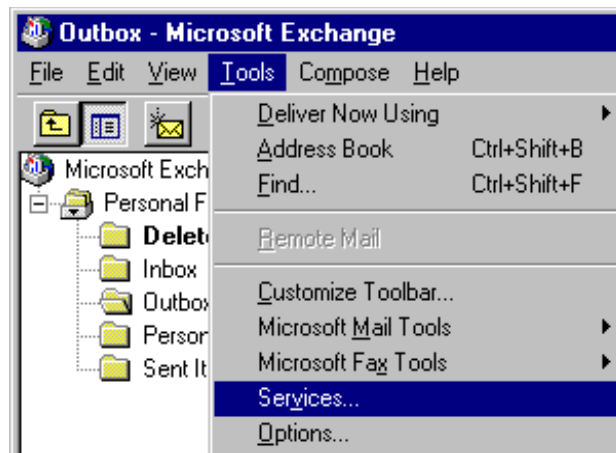 Outbox - Microsoft Exchange
File Edit View Tools Compose Help
Deliver Now Using
Address Book Ctrl+Shift+B
Find... Ctrl+Shift+F
Remote Mail
Customize Toolbar...
Microsoft Mail Tools
Microsoft Fax Tools
Services...
Options...
Microsoft Exch
Personal F
Delete
Inbox
Outbox
Person
Sent It